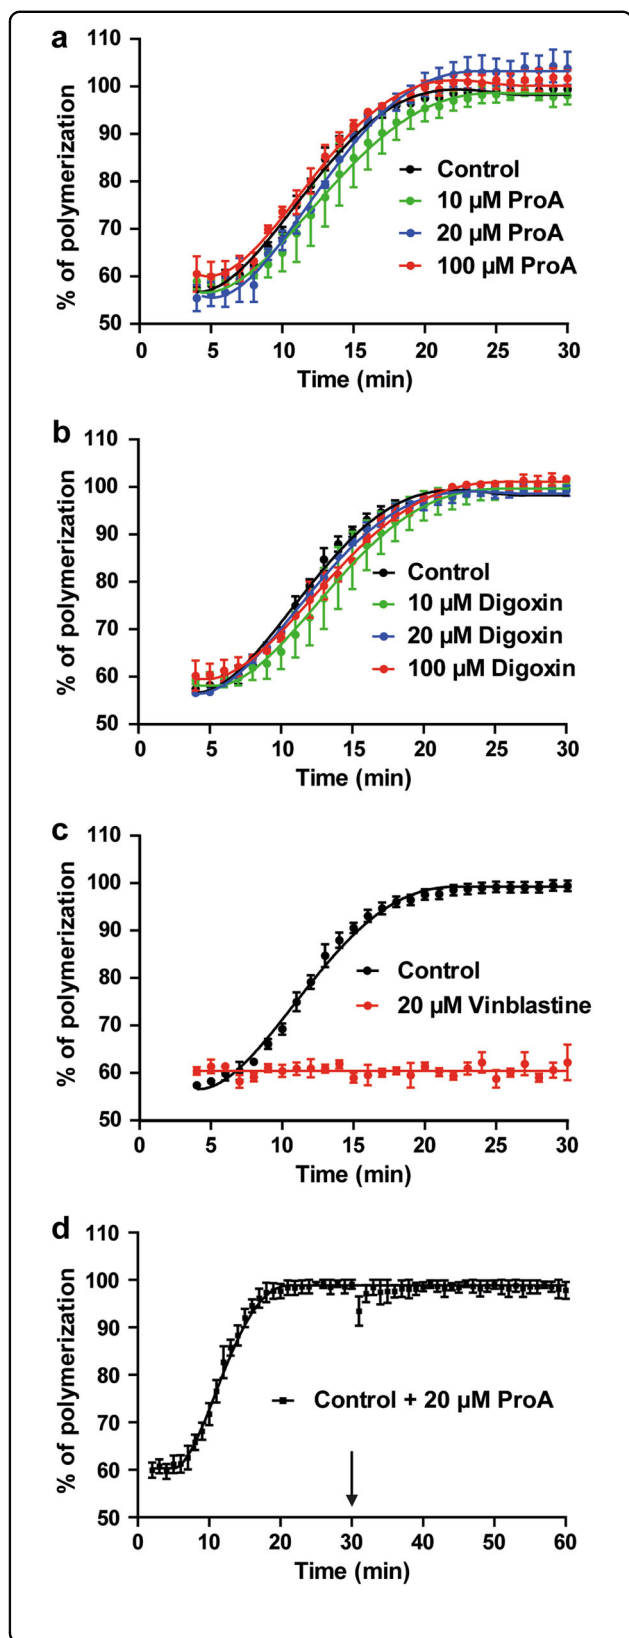 a
110
100
90
80
70
60
50
% of polymerization
Control
10 µM ProA
20 µM ProA
100 µM ProA
0 5 10 15 20 25 30
Time (min)
b
110
100
90
80
70
60
50
% of polymerization
Control
10 µM Digoxin
20 µM Digoxin
100 µM Digoxin
0 5 10 15 20 25 30
Time (min)
c
110
100
90
80
70
60
50
% of polymerization
Control
20 µM Vinblastine
0 5 10 15 20 25 30
Time (min)
d
110
100
90
80
70
60
50
% of polymerization
Control + 20 µM ProA
0 10 20 30 40 50 60
Time (min)